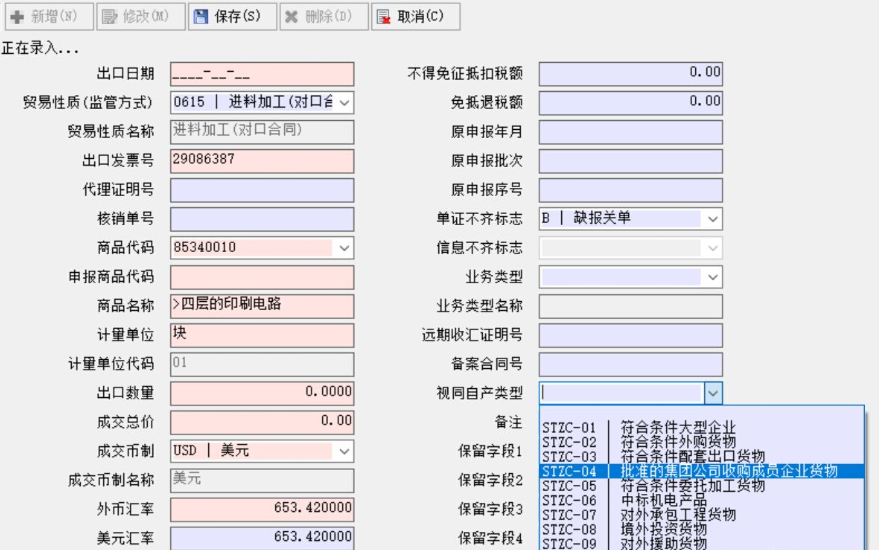 新增(N) 修改(M) 保存(S) 删除(D) 取消(C)
正在录入...
出口日期 ____-__-__ 不得免征抵扣税额 0.00
贸易性质(监管方式) 0615 | 进料加工(对口合 免抵退税额 0.00
贸易性质名称 进料加工(对口合同) 原申报年月
出口发票号 29086387 原申报批次
代理证明号 原申报序号
核销单号 单证不齐标志 B | 缺报关单
商品代码 85340010 信息不齐标志
申报商品代码 业务类型
商品名称 >四层的印刷电路 业务类型名称
计量单位 块 远期收汇证明号
计量单位代码 01 备案合同号
出口数量 0.0000 视同自产类型
成交总价 0.00 备注
STZC-01 | 符合条件大型企业
STZC-02 | 符合条件外购货物
成交币制 USD | 美元 保留字段1
STZC-03 | 符合条件配套出口货物
STZC-04 | 批准的集团公司收购成员企业货物
成交币制名称 美元 保留字段2
STZC-05 | 符合条件委托加工货物
STZC-06 | 中标机电产品
外币汇率 653.420000 保留字段3
STZC-07 | 对外承包工程货物
STZC-08 | 境外投资货物
美元汇率 653.420000 保留字段4
STZC-09 | 对外援助货物